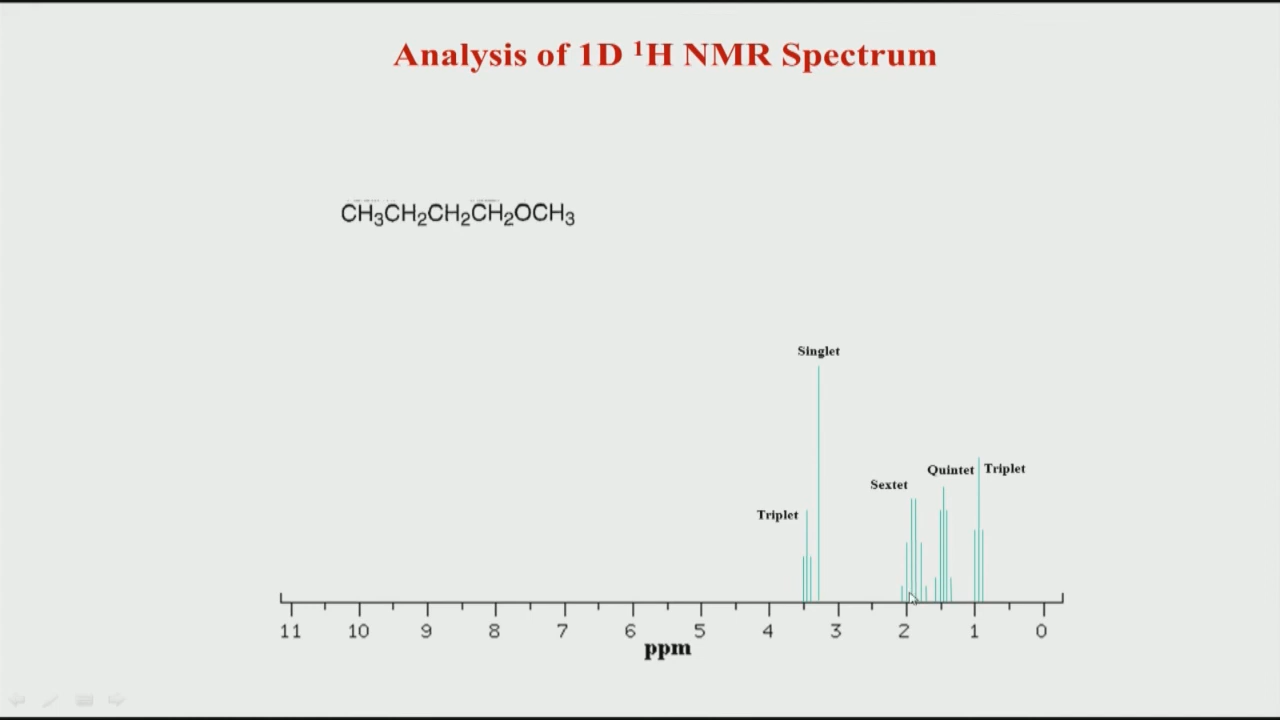 Analysis of 1D ¹H NMR Spectrum
CH₃CH₂CH₂CH₂OCH₃
Singlet
Quintet Triplet
Sextet
Triplet
11 10 9 8 7 6 5 4 3 2 1 0
ppm